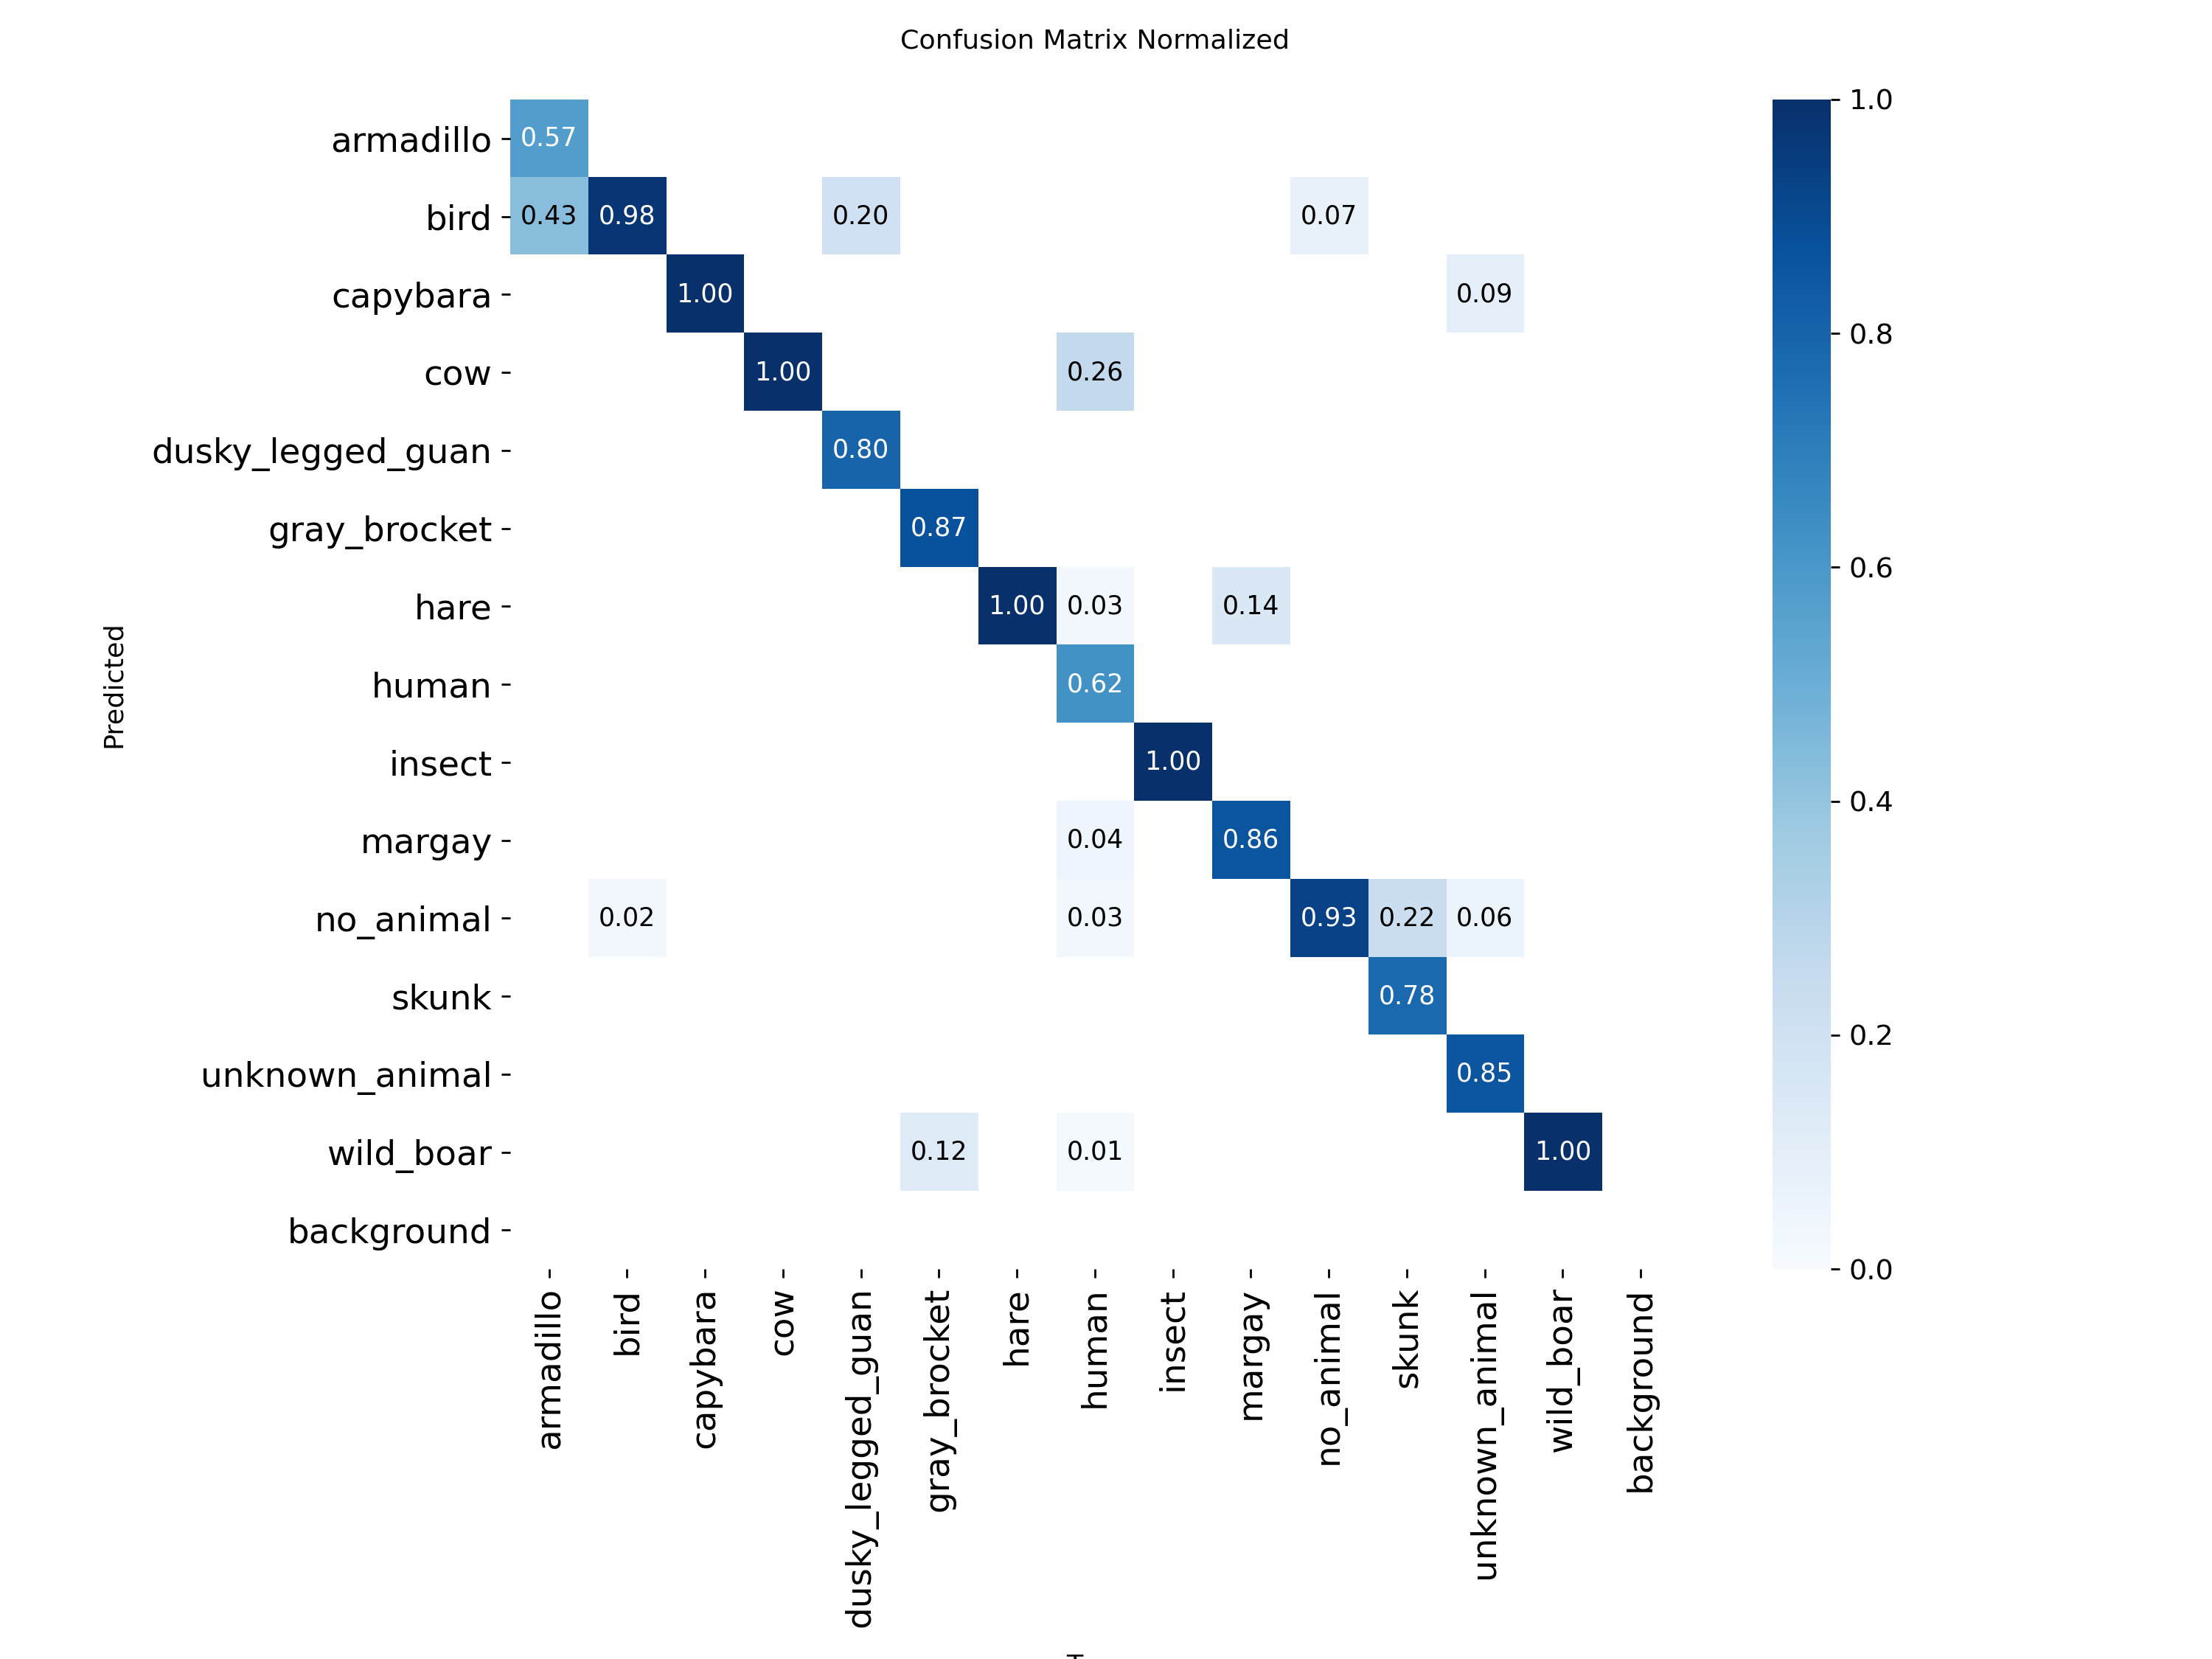 Confusion Matrix Normalized
armadillo 0.57 1.0
bird 0.43 0.98 0.20 0.07
capybara 1.00 0.09
0.8
cow 1.00 0.26
dusky_legged_guan 0.80
gray_brocket 0.87
0.6
hare 1.00 0.03 0.14
Predicted
human 0.62
insect 1.00
0.4
margay 0.04 0.86
no_animal 0.02 0.03 0.93 0.22 0.06
skunk 0.78
0.2
unknown_animal 0.85
wild_boar 0.12 0.01 1.00
background
0.0
armadillo
bird
capybara
cow
dusky_legged_guan
gray_brocket
hare
human
insect
margay
no_animal
skunk
unknown_animal
wild_boar
background